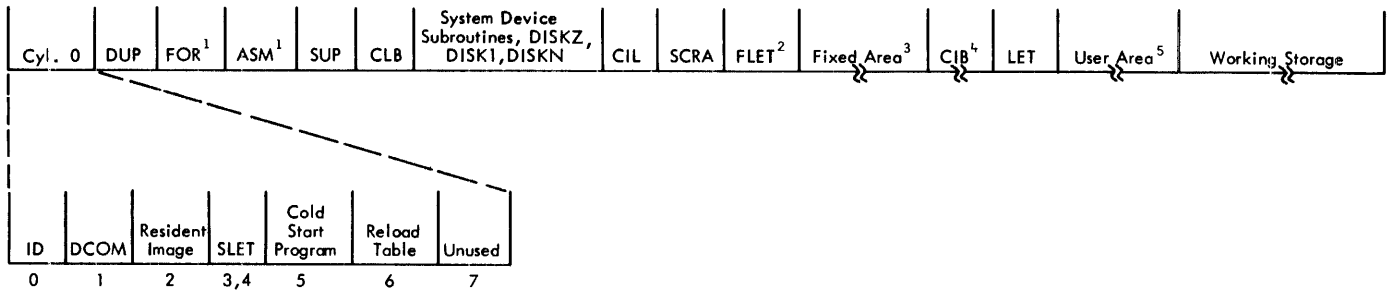 Cyl. 0
DUP
FOR¹
ASM¹
SUP
CLB
System Device
Subroutines, DISKZ,
DISK1,DISKN
CIL
SCRA
FLET²
Fixed Area³
CIB⁴
LET
User Area⁵
Working Storage
ID
DCOM
Resident
Image
SLET
Cold
Start
Program
Reload
Table
Unused
0
1
2
3,4
5
6
7